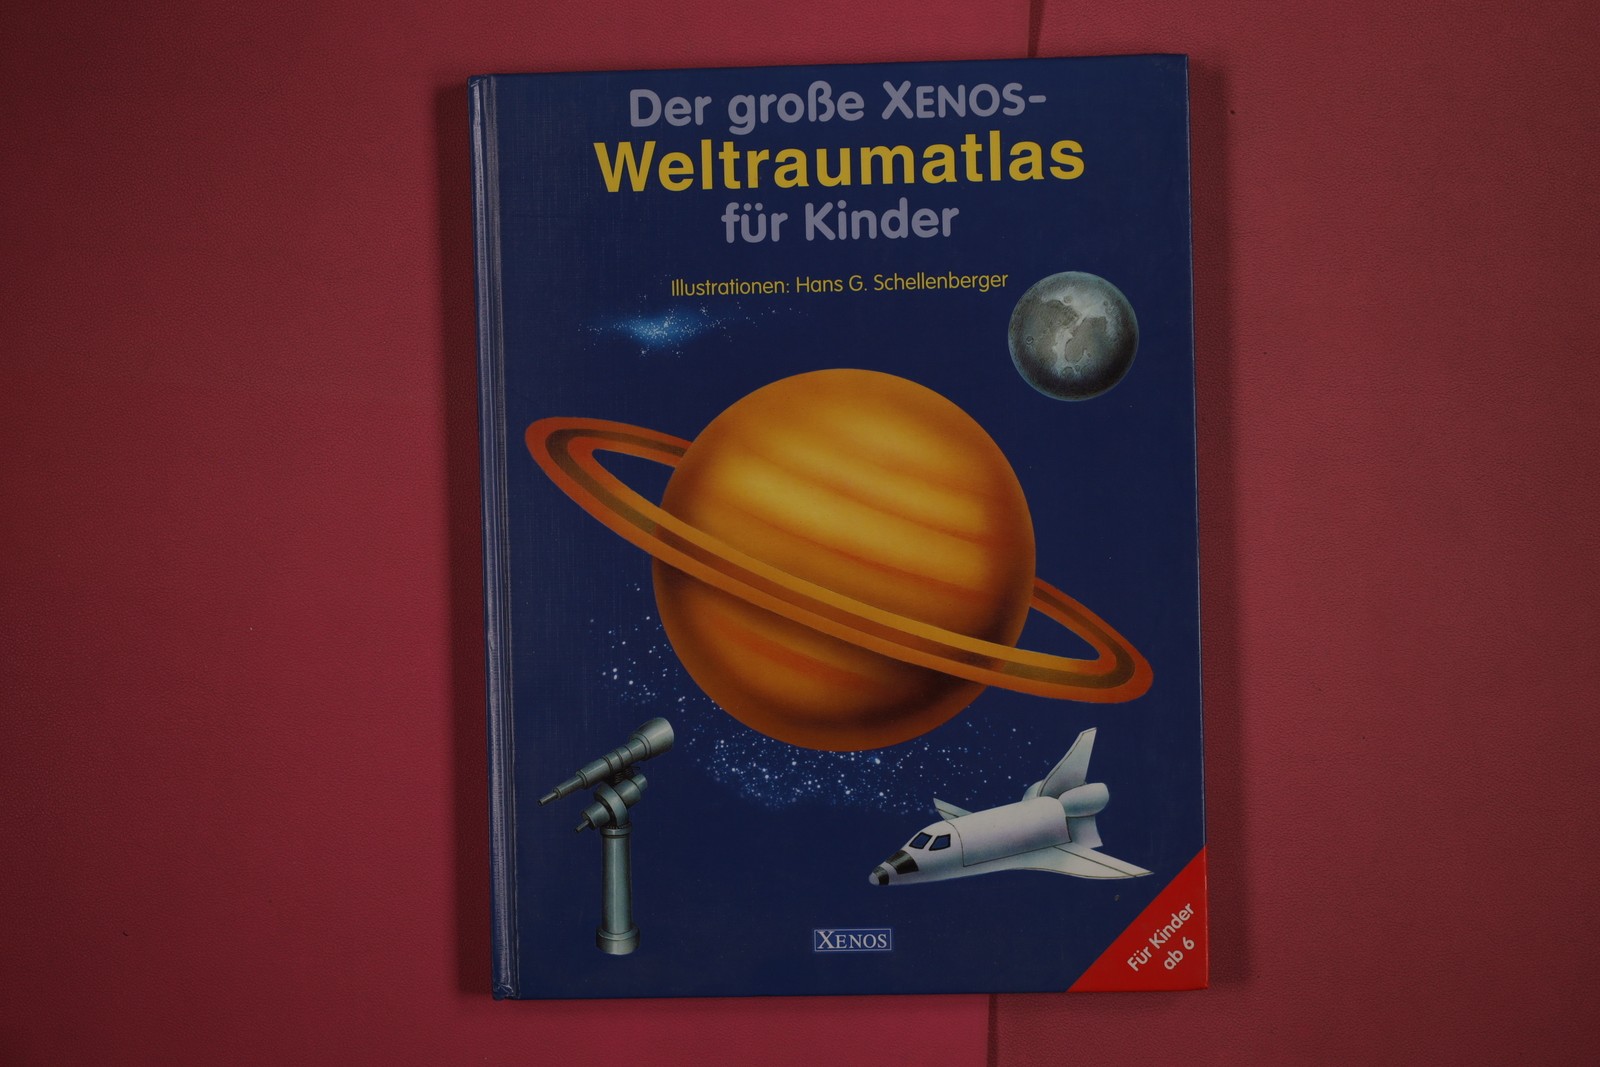 Der große XENOS-
Weltraumatlas
für Kinder
Illustrationen: Hans G. Schellenberger
XENOS
Für Kinder
ab 6